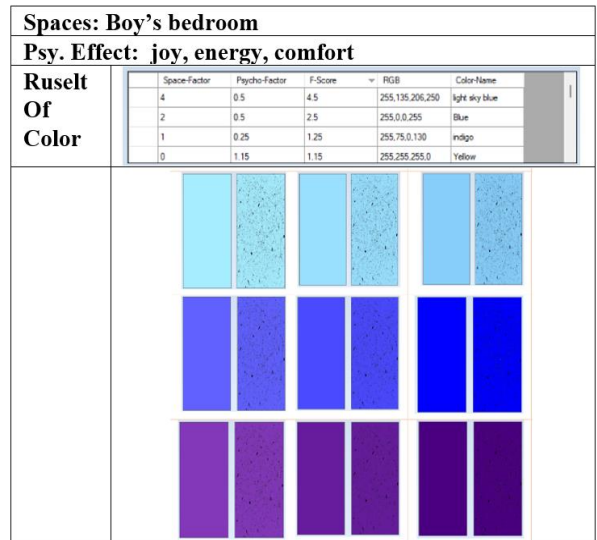 Spaces: Boy’s bedroom
Psy. Effect: joy, energy, comfort
Ruselt
Of
Color
Space-Factor Psycho-Factor F-Score RGB Color-Name
4 0.5 4.5 255,135,206,250 light sky blue
2 0.5 2.5 255,0,0,255 Blue
1 0.25 1.25 255,75,0,130 indigo
0 1.15 1.15 255,255,255,0 Yellow